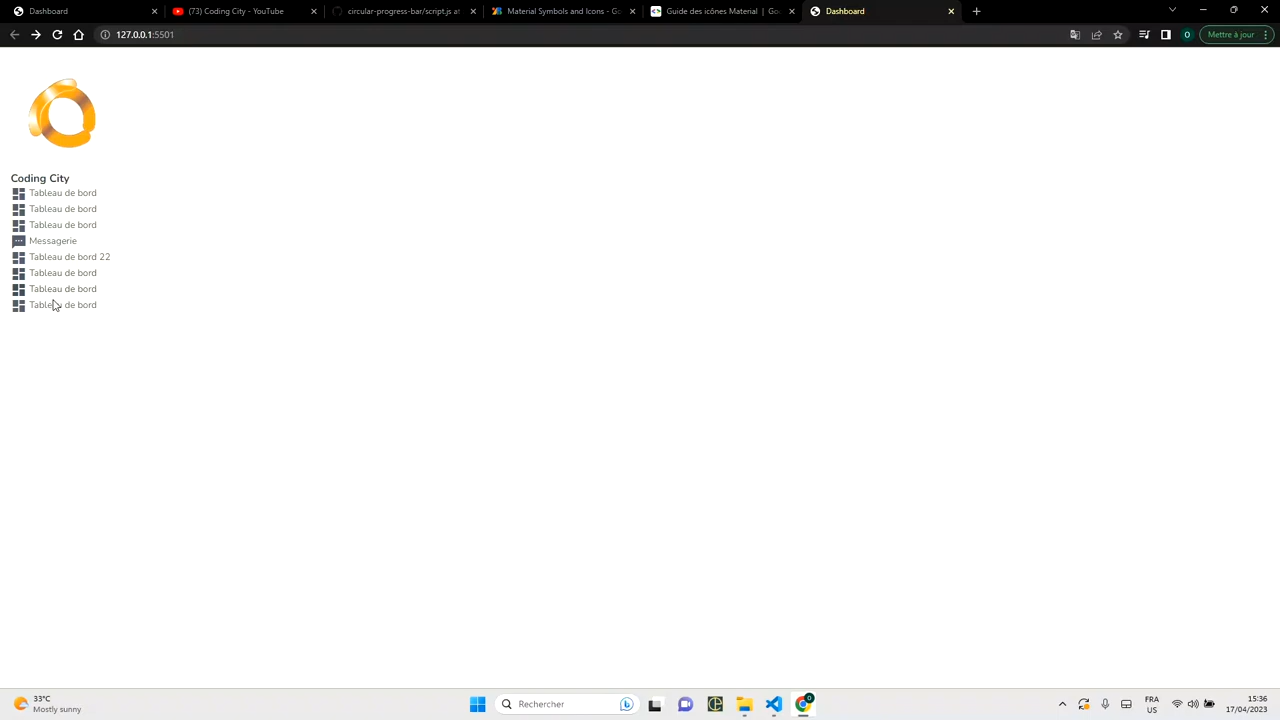 Dashboard
(73) Coding City - YouTube
circular-progress-bar/script.js at
Material Symbols and Icons - Go
Guide des icônes Material | Goo
Dashboard
127.0.0.1:5501
O
Mettre à jour
Coding City
Tableau de bord
Tableau de bord
Tableau de bord
Messagerie
Tableau de bord 22
Tableau de bord
Tableau de bord
Tableau de bord
33°C
Mostly sunny
Rechercher
FRA
US
15:36
17/04/2023